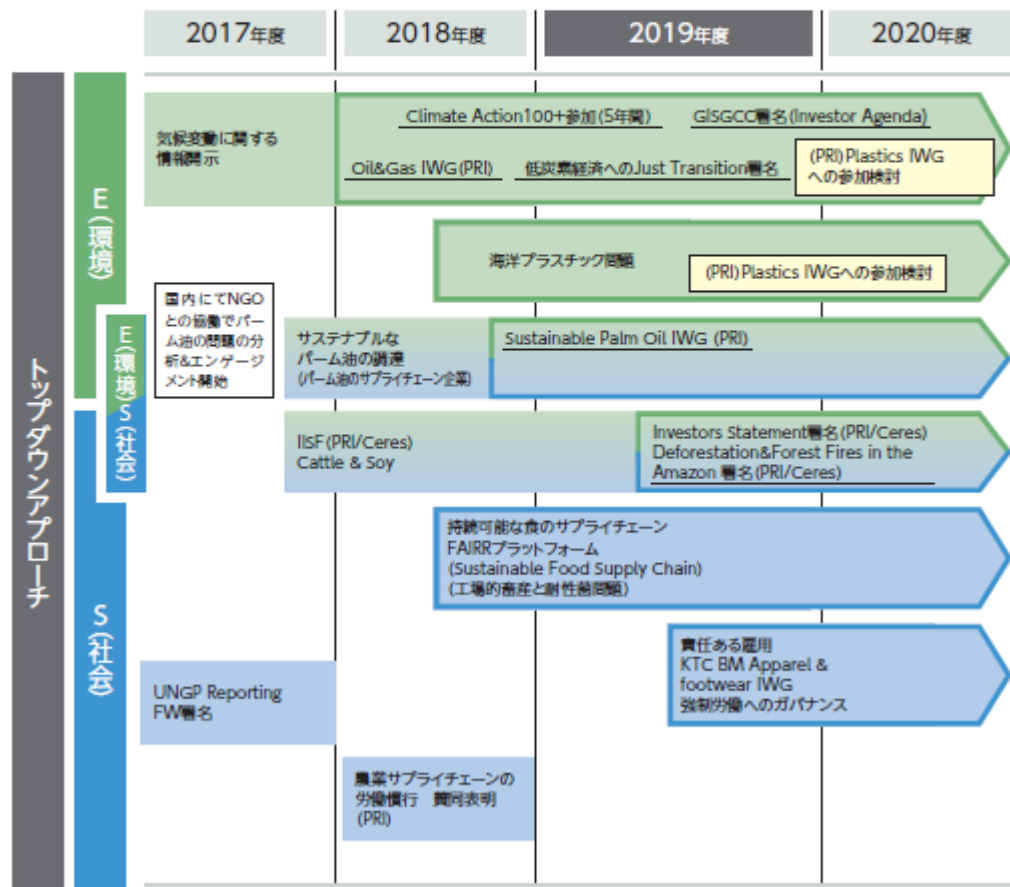 2017年度
2018年度
2019年度
2020年度
トップダウンアプローチ
E(環境)
気候変動に関する
情報開示
Climate Action100+参加(5年間)
GISGCC署名(Investor Agenda)
Oil&Gas IWG(PRI)
低炭素経済へのJust Transition署名
(PRI)Plastics IWG
への参加検討
海洋プラスチック問題
(PRI)Plastics IWGへの参加検討
E(環境)S(社会)
国内にてNGO
との協働でパー
ム油の問題の分
析&エンゲージ
メント開始
サステナブルな
パーム油の調達
(パーム油のサプライチェーン企業)
Sustainable Palm Oil IWG (PRI)
IISF(PRI/Ceres)
Cattle & Soy
Investors Statement署名(PRI/Ceres)
Deforestation&Forest Fires in the
Amazon 署名(PRI/Ceres)
S(社会)
持続可能な食のサプライチェーン
FAIRRプラットフォーム
(Sustainable Food Supply Chain)
(工場的畜産と耐性菌問題)
責任ある雇用
KTC BM Apparel &
footwear IWG
強制労働へのガバナンス
UNGP Reporting
FW署名
農業サプライチェーンの
労働慣行　賛同表明
(PRI)